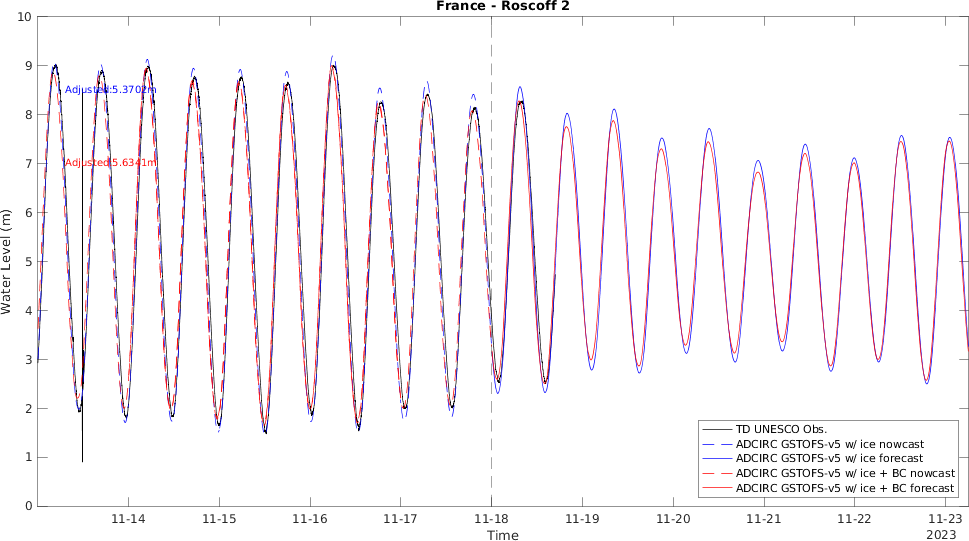 France - Roscoff 2
Water Level (m)
10
9
8
7
6
5
4
3
2
1
0
Adjusted:5.3702m
Adjusted:5.6341m
TD UNESCO Obs.
ADCIRC GSTOFS-v5 w/ ice nowcast
ADCIRC GSTOFS-v5 w/ ice forecast
ADCIRC GSTOFS-v5 w/ ice + BC nowcast
ADCIRC GSTOFS-v5 w/ ice + BC forecast
11-14 11-15 11-16 11-17 11-18 11-19 11-20 11-21 11-22 11-23
2023
Time